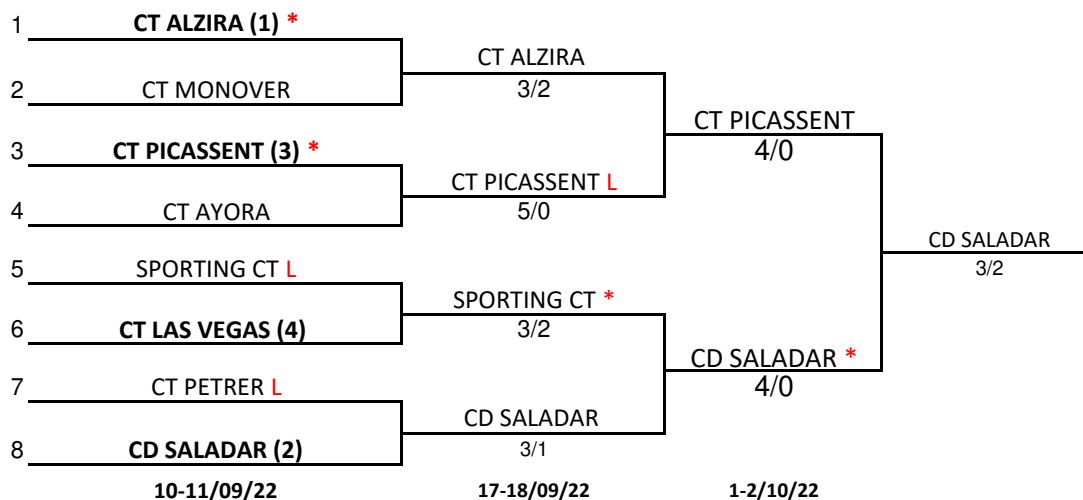 1 CT ALZIRA (1) *
CT ALZIRA
3/2
2 CT MONOVER
CT PICASSENT
4/0
3 CT PICASSENT (3) *
CT PICASSENT L
5/0
4 CT AYORA
CD SALADAR
3/2
5 SPORTING CT L
SPORTING CT *
3/2
6 CT LAS VEGAS (4)
CD SALADAR *
4/0
7 CT PETRER L
CD SALADAR
3/1
8 CD SALADAR (2)
10-11/09/22 17-18/09/22 1-2/10/22